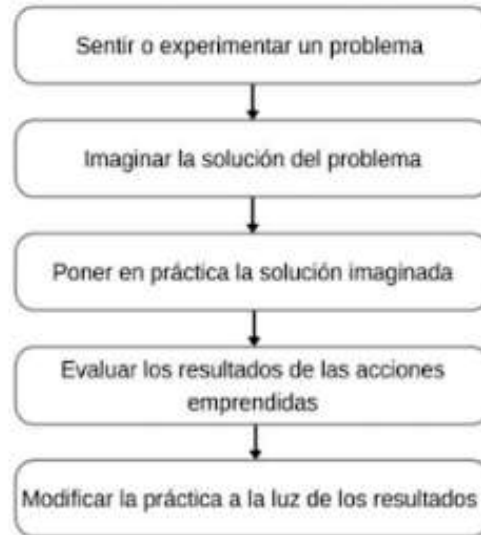 Sentir o experimentar un problema
Imaginar la solución del problema
Poner en práctica la solución imaginada
Evaluar los resultados de las acciones
emprendidas
Modificar la práctica a la luz de los resultados